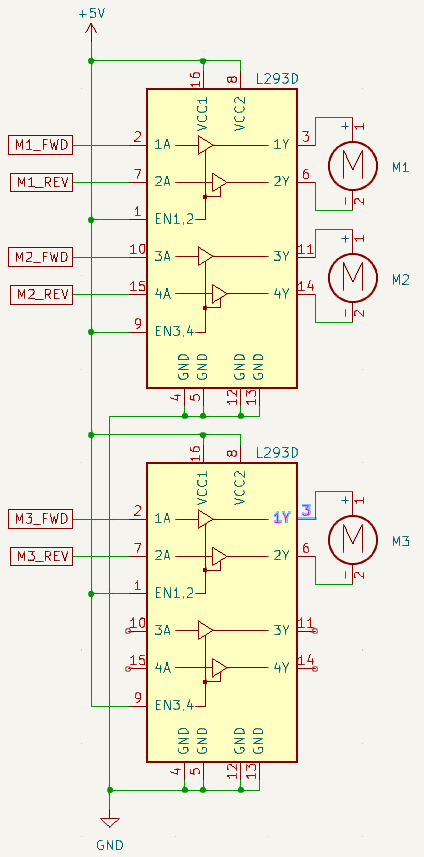 +5V
16
8
L293D
VCC1
VCC2
M1_FWD
2
1A
1Y
3
+
1
M
M1
M1_REV
7
2A
2Y
6
-
2
1
EN1,2
M2_FWD
10
3A
3Y
11
+
1
M
M2
M2_REV
15
4A
4Y
14
-
2
9
EN3,4
GND
GND
GND
GND
4
5
12
13
16
8
L293D
VCC1
VCC2
M3_FWD
2
1A
1Y
3
+
1
M
M3
M3_REV
7
2A
2Y
6
-
2
1
EN1,2
10
3A
3Y
11
15
4A
4Y
14
9
EN3,4
GND
GND
GND
GND
4
5
12
13
GND